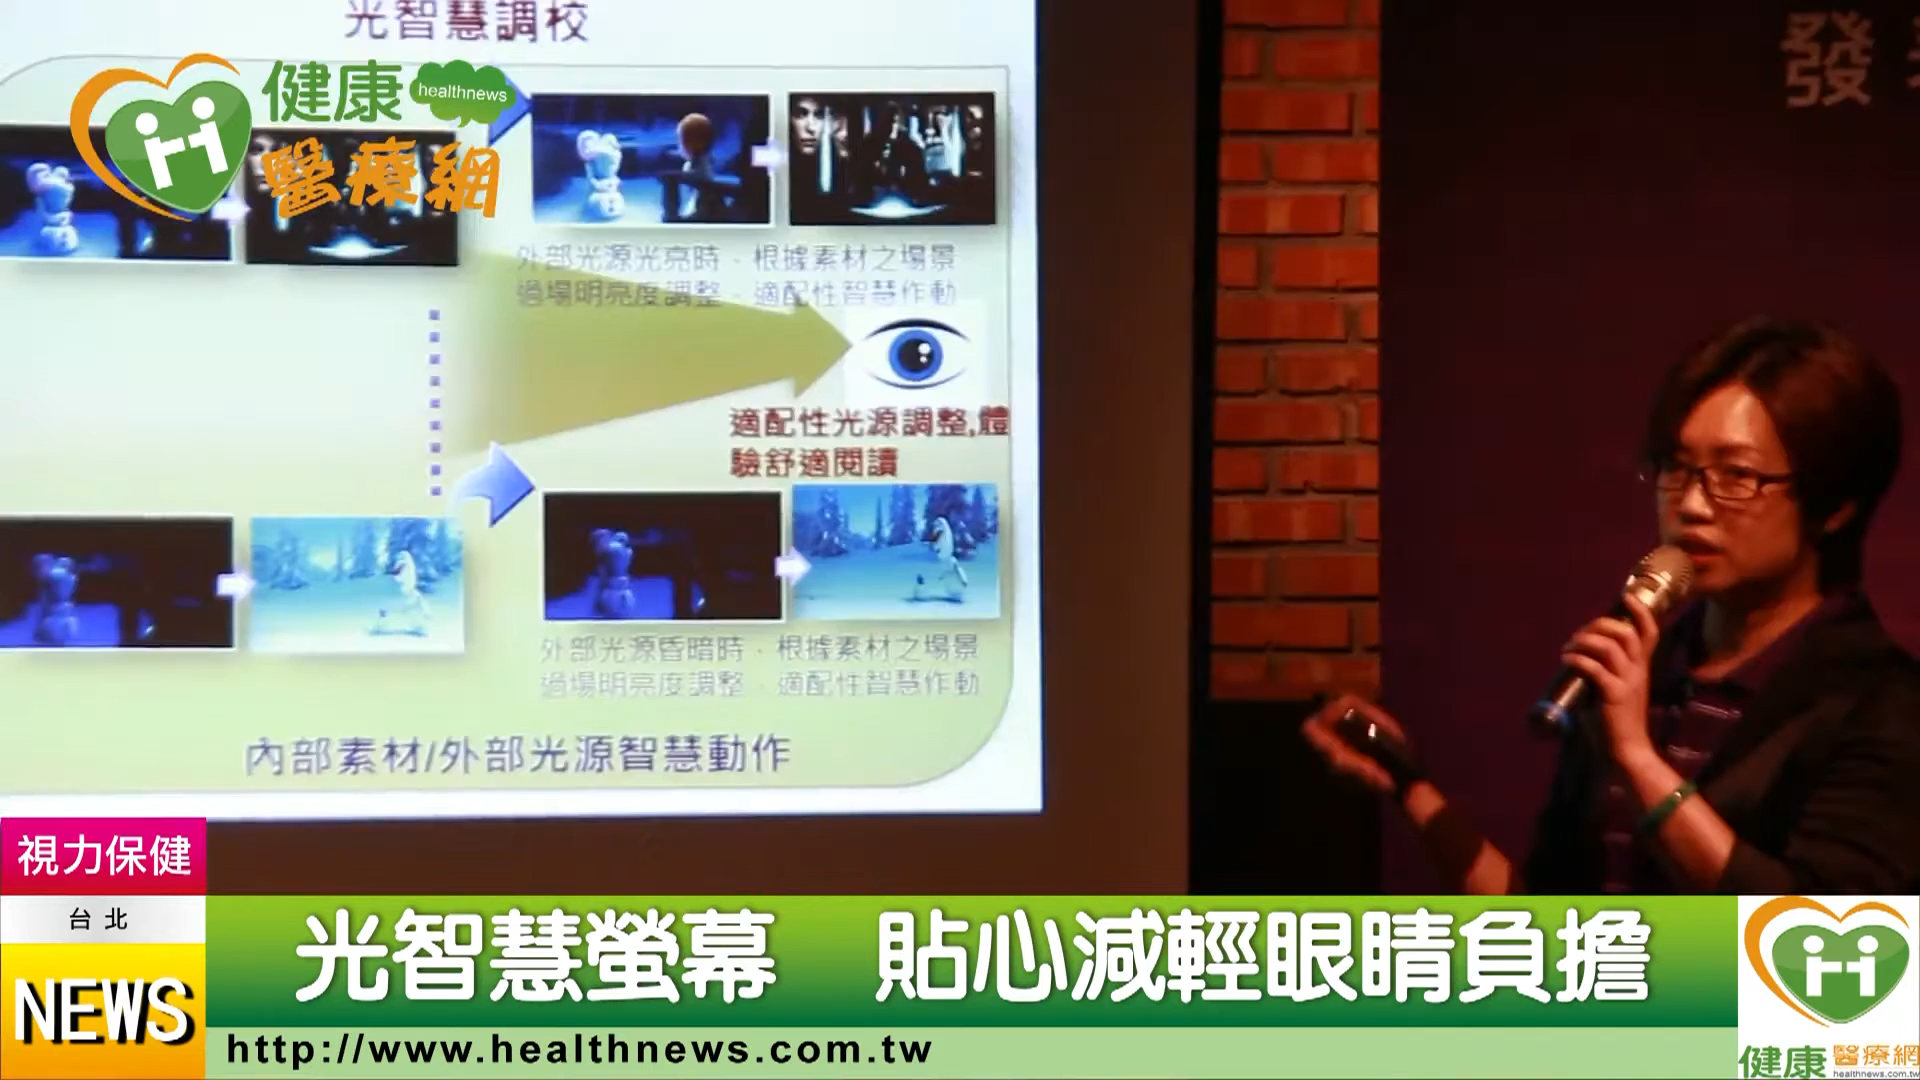 光智慧調校
健康
healthnews
醫療網
發
外部光源光亮時，根據素材之場景
過場明亮度調整，適配性智慧作動
適配性光源調整,體
驗舒適閱讀
外部光源昏暗時，根據素材之場景
過場明亮度調整，適配性智慧作動
內部素材/外部光源智慧動作
視力保健
台北
NEWS
光智慧螢幕 貼心減輕眼睛負擔
http://www.healthnews.com.tw
健康醫療網
healthnews.com.tw